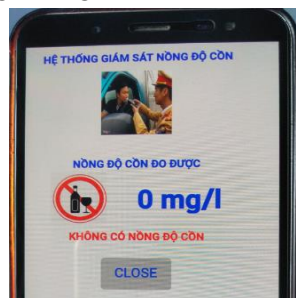 HỆ THỐNG GIÁM SÁT NỒNG ĐỘ CỒN
NỒNG ĐỘ CỒN ĐO ĐƯỢC
0 mg/l
KHÔNG CÓ NỒNG ĐỘ CỒN
CLOSE